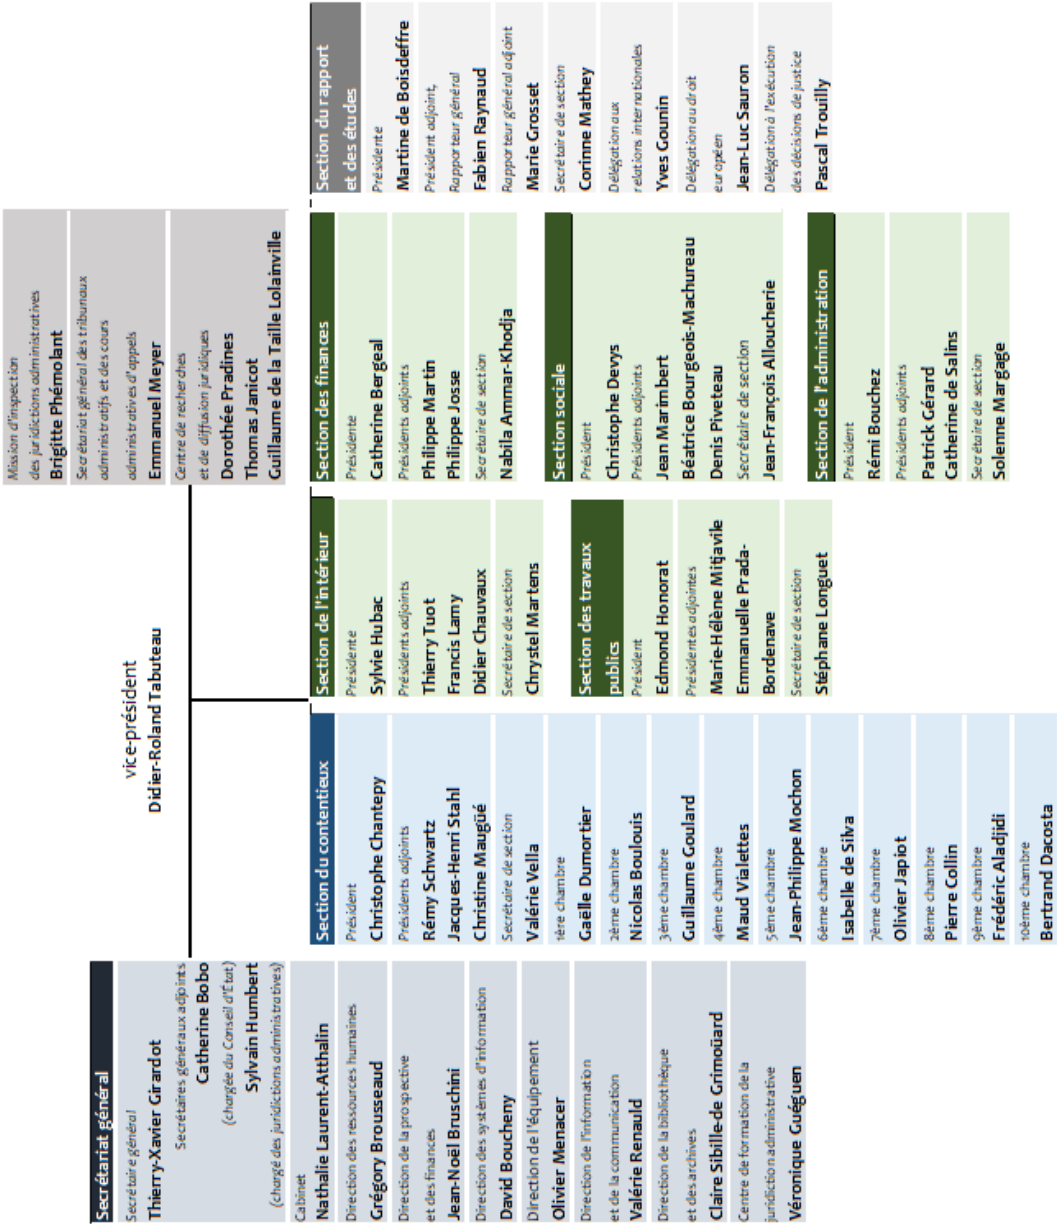 vice-président
Didier-Roland Tabuteau
Mission d'inspection
des juridictions administratives
Brigitte Phémolant
Secrétariat général des tribunaux
administratifs et des cours
administratives d'appels
Emmanuel Meyer
Centre de recherches
et de diffusion juridiques
Dorothée Pradines
Thomas Janicot
Guillaume de la Taille Lolainville
Secrétariat général
Secrétaire général
Thierry-Xavier Girardot
Secrétaires généraux adjoints
Catherine Bobo
(chargée du Conseil d'État)
Sylvain Humbert
(chargé des juridictions administratives)
Cabinet
Nathalie Laurent-Atthalin
Direction des ressources humaines
Grégory Brousseaud
Direction de la prospective
et des finances
Jean-Noël Bruschini
Direction des systèmes d'information
David Boucheny
Direction de l'équipement
Olivier Menacer
Direction de l'information
et de la communication
Valérie Renauld
Direction de la bibliothèque
et des archives
Claire Sibille-de Grimoüard
Centre de formation de la
juridiction administrative
Véronique Guéguen
Section du contentieux
Président
Christophe Chantepy
Présidents adjoints
Rémy Schwartz
Jacques-Henri Stahl
Christine Maugüé
Secrétaire de section
Valérie Vella
1ère chambre
Gaëlle Dumortier
2ème chambre
Nicolas Boulouis
3ème chambre
Guillaume Goulard
4ème chambre
Maud Vialettes
5ème chambre
Jean-Philippe Mochon
6ème chambre
Isabelle de Silva
7ème chambre
Olivier Japiot
8ème chambre
Pierre Collin
9ème chambre
Frédéric Aladjidi
10ème chambre
Bertrand Dacosta
Section de l'intérieur
Présidente
Sylvie Hubac
Présidents adjoints
Thierry Tuot
Francis Lamy
Didier Chauvaux
Secrétaire de section
Chrystel Martens
Section des travaux
publics
Président
Edmond Honorat
Présidentes adjointes
Marie-Hélène Mitjavile
Emmanuelle Prada-
Bordenave
Secrétaire de section
Stéphane Longuet
Section des finances
Présidente
Catherine Bergeal
Présidents adjoints
Philippe Martin
Philippe Josse
Secrétaire de section
Nabila Ammar-Khodja
Section sociale
Président
Christophe Devys
Présidents adjoints
Jean Marimbert
Béatrice Bourgeois-Machureau
Denis Piveteau
Secrétaire de section
Jean-François Alloucherie
Section de l'administration
Président
Rémi Bouchez
Présidents adjoints
Patrick Gérard
Catherine de Salins
Secrétaire de section
Solenne Margage
Section du rapport
et des études
Présidente
Martine de Boisdeffre
Président adjoint,
Rapporteur général
Fabien Raynaud
Rapporteur général adjoint
Marie Grosset
Secrétaire de section
Corinne Mathey
Délégation aux
relations internationales
Yves Gounin
Délégation au droit
européen
Jean-Luc Sauron
Délégation à l'exécution
des décisions de justice
Pascal Trouilly